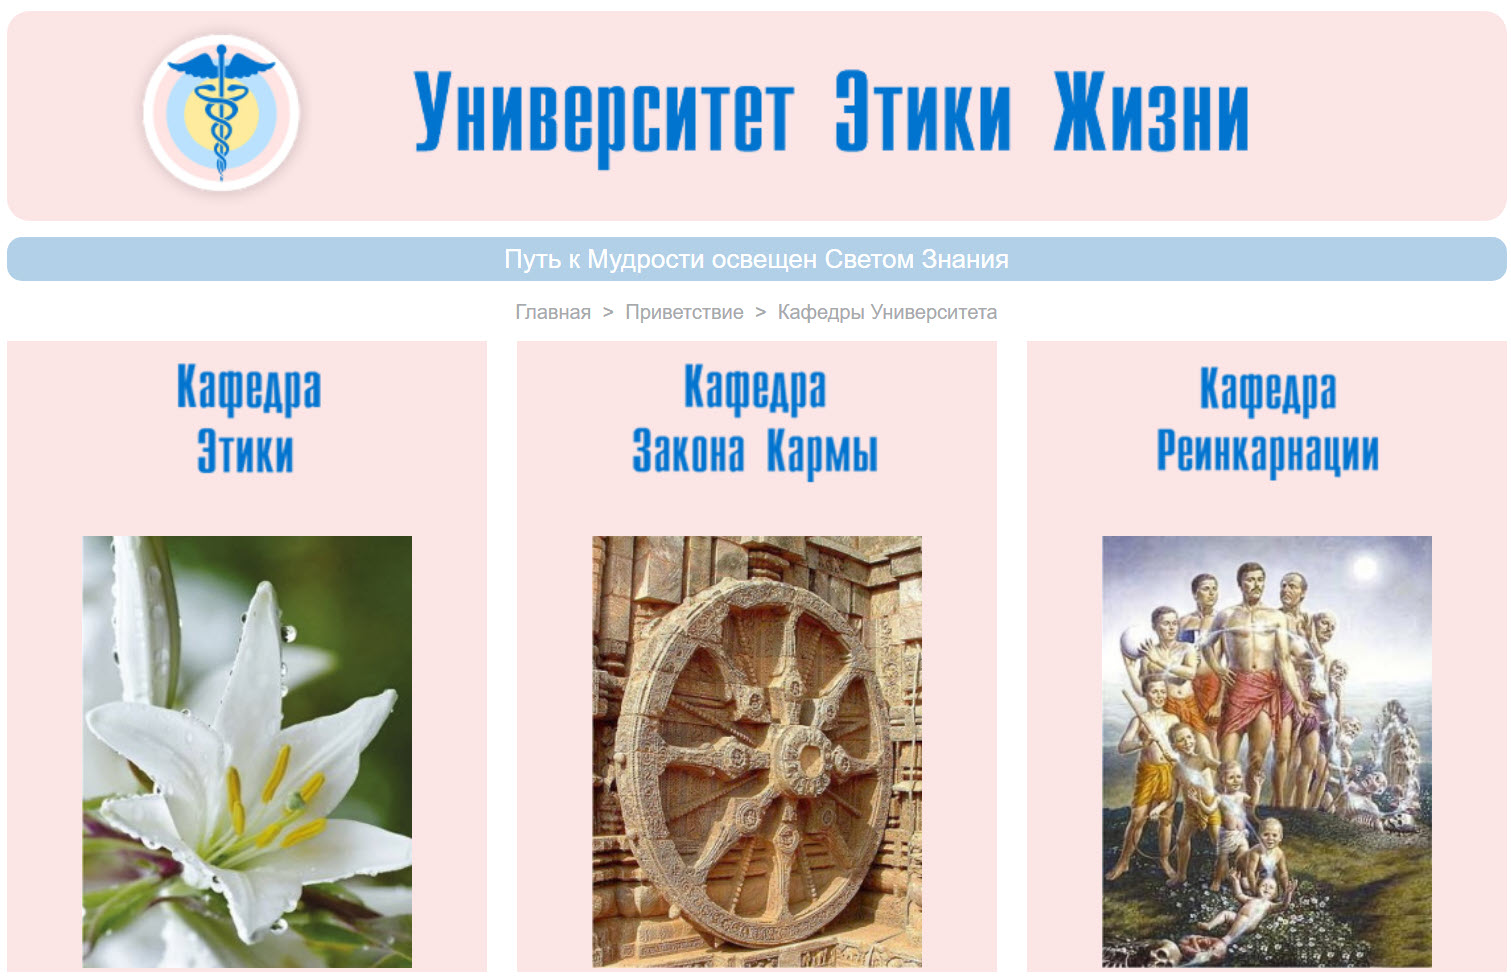 Университет Этики Жизни
Путь к Мудрости освещен Светом Знания
Главная > Приветствие > Кафедры Университета
Кафедра
Этики
Кафедра
Закона Кармы
Кафедра
Реинкарнации